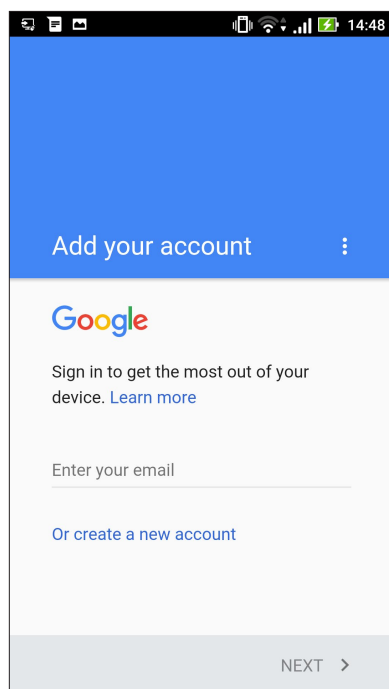 14:48
Add your account
Google
Sign in to get the most out of your
device. Learn more
Enter your email
Or create a new account
NEXT